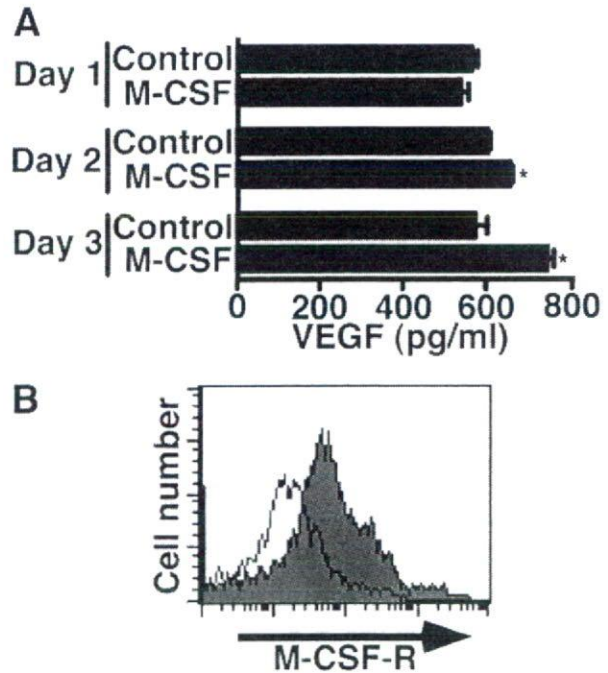 A
Day 1
Control
M-CSF
Day 2
Control
M-CSF *
Day 3
Control
M-CSF *
0 200 400 600 800
VEGF (pg/ml)
B
Cell number
M-CSF-R